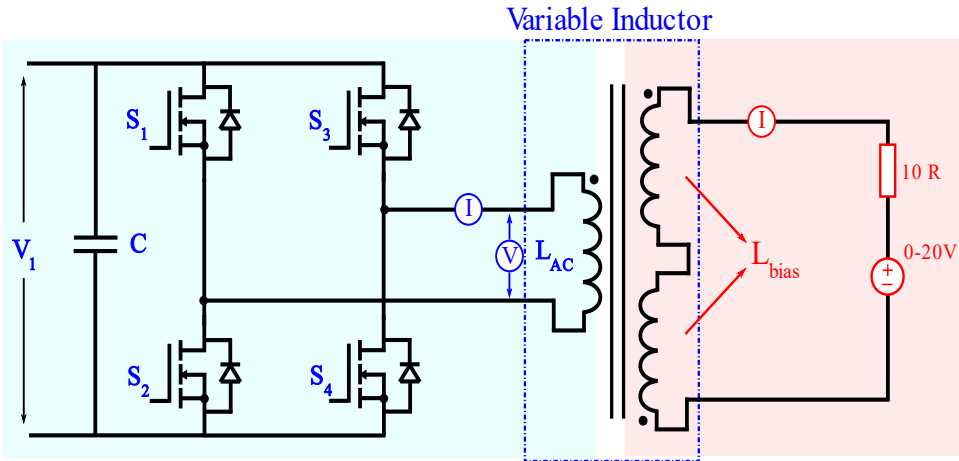 Variable Inductor
S1
S3
I
I
10 R
V1
C
V
LAC
Lbias
0-20V
+
−
S2
S4